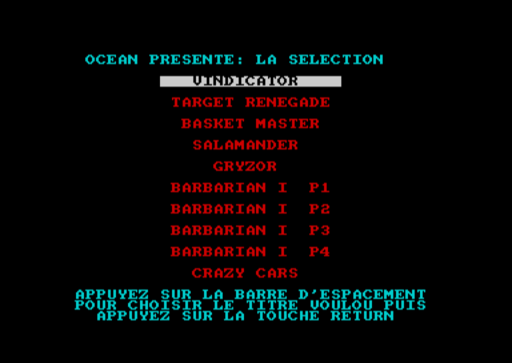 OCEAN PRESENTE: LA SELECTION
VINDICATOR
TARGET RENEGADE
BASKET MASTER
SALAMANDER
GRYZOR
BARBARIAN I  P1
BARBARIAN I  P2
BARBARIAN I  P3
BARBARIAN I  P4
CRAZY CARS
APPUYEZ SUR LA BARRE D'ESPACEMENT
POUR CHOISIR LE TITRE VOULOU PUIS
APPUYEZ SUR LA TOUCHE RETURN